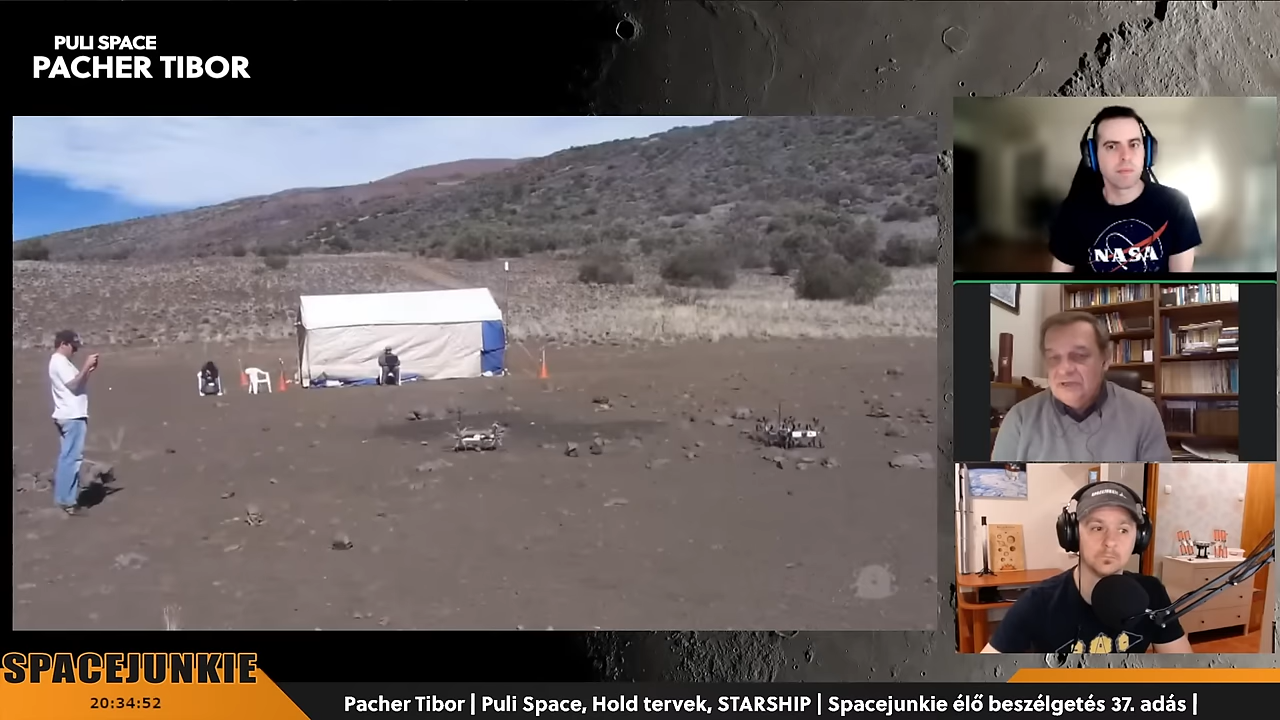 PULI SPACE
PACHER TIBOR
NASA
SPACEJUNKIE
20:34:52
Pacher Tibor | Puli Space, Hold tervek, STARSHIP | Spacejunkie élő beszélgetés 37. adás |